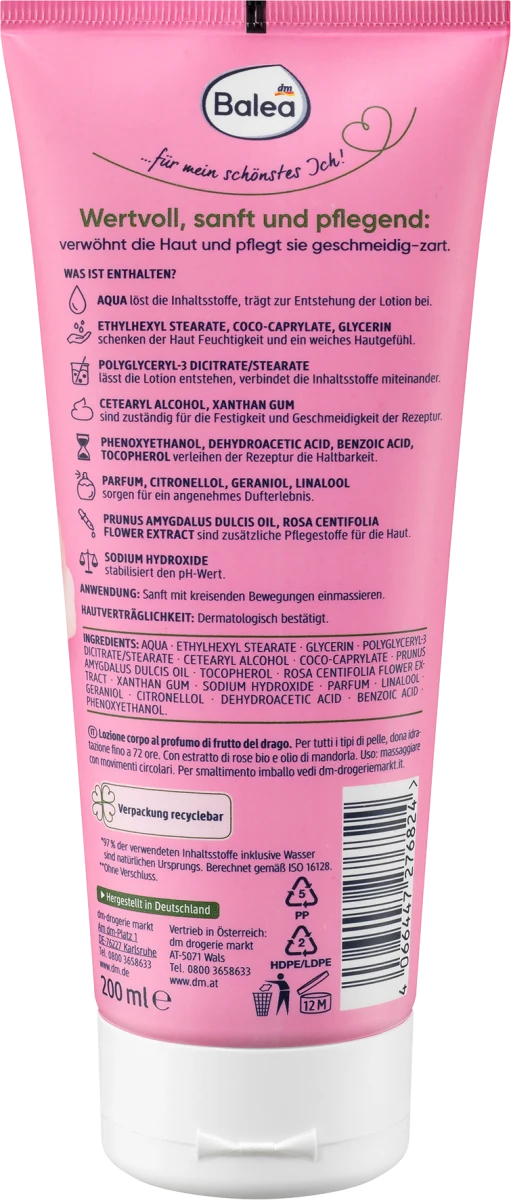 dm
Balea
...für mein schönstes Ich!
Wertvoll, sanft und pflegend:
verwöhnt die Haut und pflegt sie geschmeidig-zart.
WAS IST ENTHALTEN?
AQUA löst die Inhaltsstoffe, trägt zur Entstehung der Lotion bei.
ETHYLHEXYL STEARATE, COCO-CAPRYLATE, GLYCERIN
schenken der Haut Feuchtigkeit und ein weiches Hautgefühl.
POLYGLYCERYL-3 DICITRATE/STEARATE
lässt die Lotion entstehen, verbindet die Inhaltsstoffe miteinander.
CETEARYL ALCOHOL, XANTHAN GUM
sind zuständig für die Festigkeit und Geschmeidigkeit der Rezeptur.
PHENOXYETHANOL, DEHYDROACETIC ACID, BENZOIC ACID,
TOCOPHEROL verleihen der Rezeptur die Haltbarkeit.
PARFUM, CITRONELLOL, GERANIOL, LINALOOL
sorgen für ein angenehmes Dufterlebnis.
PRUNUS AMYGDALUS DULCIS OIL, ROSA CENTIFOLIA
FLOWER EXTRACT sind zusätzliche Pflegestoffe für die Haut.
SODIUM HYDROXIDE
stabilisiert den pH-Wert.
ANWENDUNG: Sanft mit kreisenden Bewegungen einmassieren.
HAUTVERTRÄGLICHKEIT: Dermatologisch bestätigt.
INGREDIENTS: AQUA · ETHYLHEXYL STEARATE · GLYCERIN · POLYGLYCERYL-3
DICITRATE/STEARATE · CETEARYL ALCOHOL · COCO-CAPRYLATE · PRUNUS
AMYGDALUS DULCIS OIL · TOCOPHEROL · ROSA CENTIFOLIA FLOWER EX-
TRACT · XANTHAN GUM · SODIUM HYDROXIDE · PARFUM · LINALOOL ·
GERANIOL · CITRONELLOL · DEHYDROACETIC ACID · BENZOIC ACID ·
PHENOXYETHANOL.
IT Lozione corpo al profumo di frutto del drago. Per tutti i tipi di pelle, dona idra-
tazione fino a 72 ore. Con estratto di rose bio e olio di mandorla. Uso: massaggiare
con movimenti circolari. Per smaltimento imballo vedi dm-drogeriemarkt.it.
Verpackung recyclebar
*97 % der verwendeten Inhaltsstoffe inklusive Wasser
sind natürlichen Ursprungs. Berechnet gemäß ISO 16128.
**Ohne Verschluss.
Hergestellt in Deutschland
dm-drogerie markt
Am dm-Platz 1
DE-76227 Karlsruhe
Tel. 0800 3658633
www.dm.de
Vertrieb in Österreich:
dm drogerie markt
AT-5071 Wals
Tel. 0800 3658633
www.dm.at
200 ml e
5
PP
2
HDPE/LDPE
12 M
4 066447 276824 >